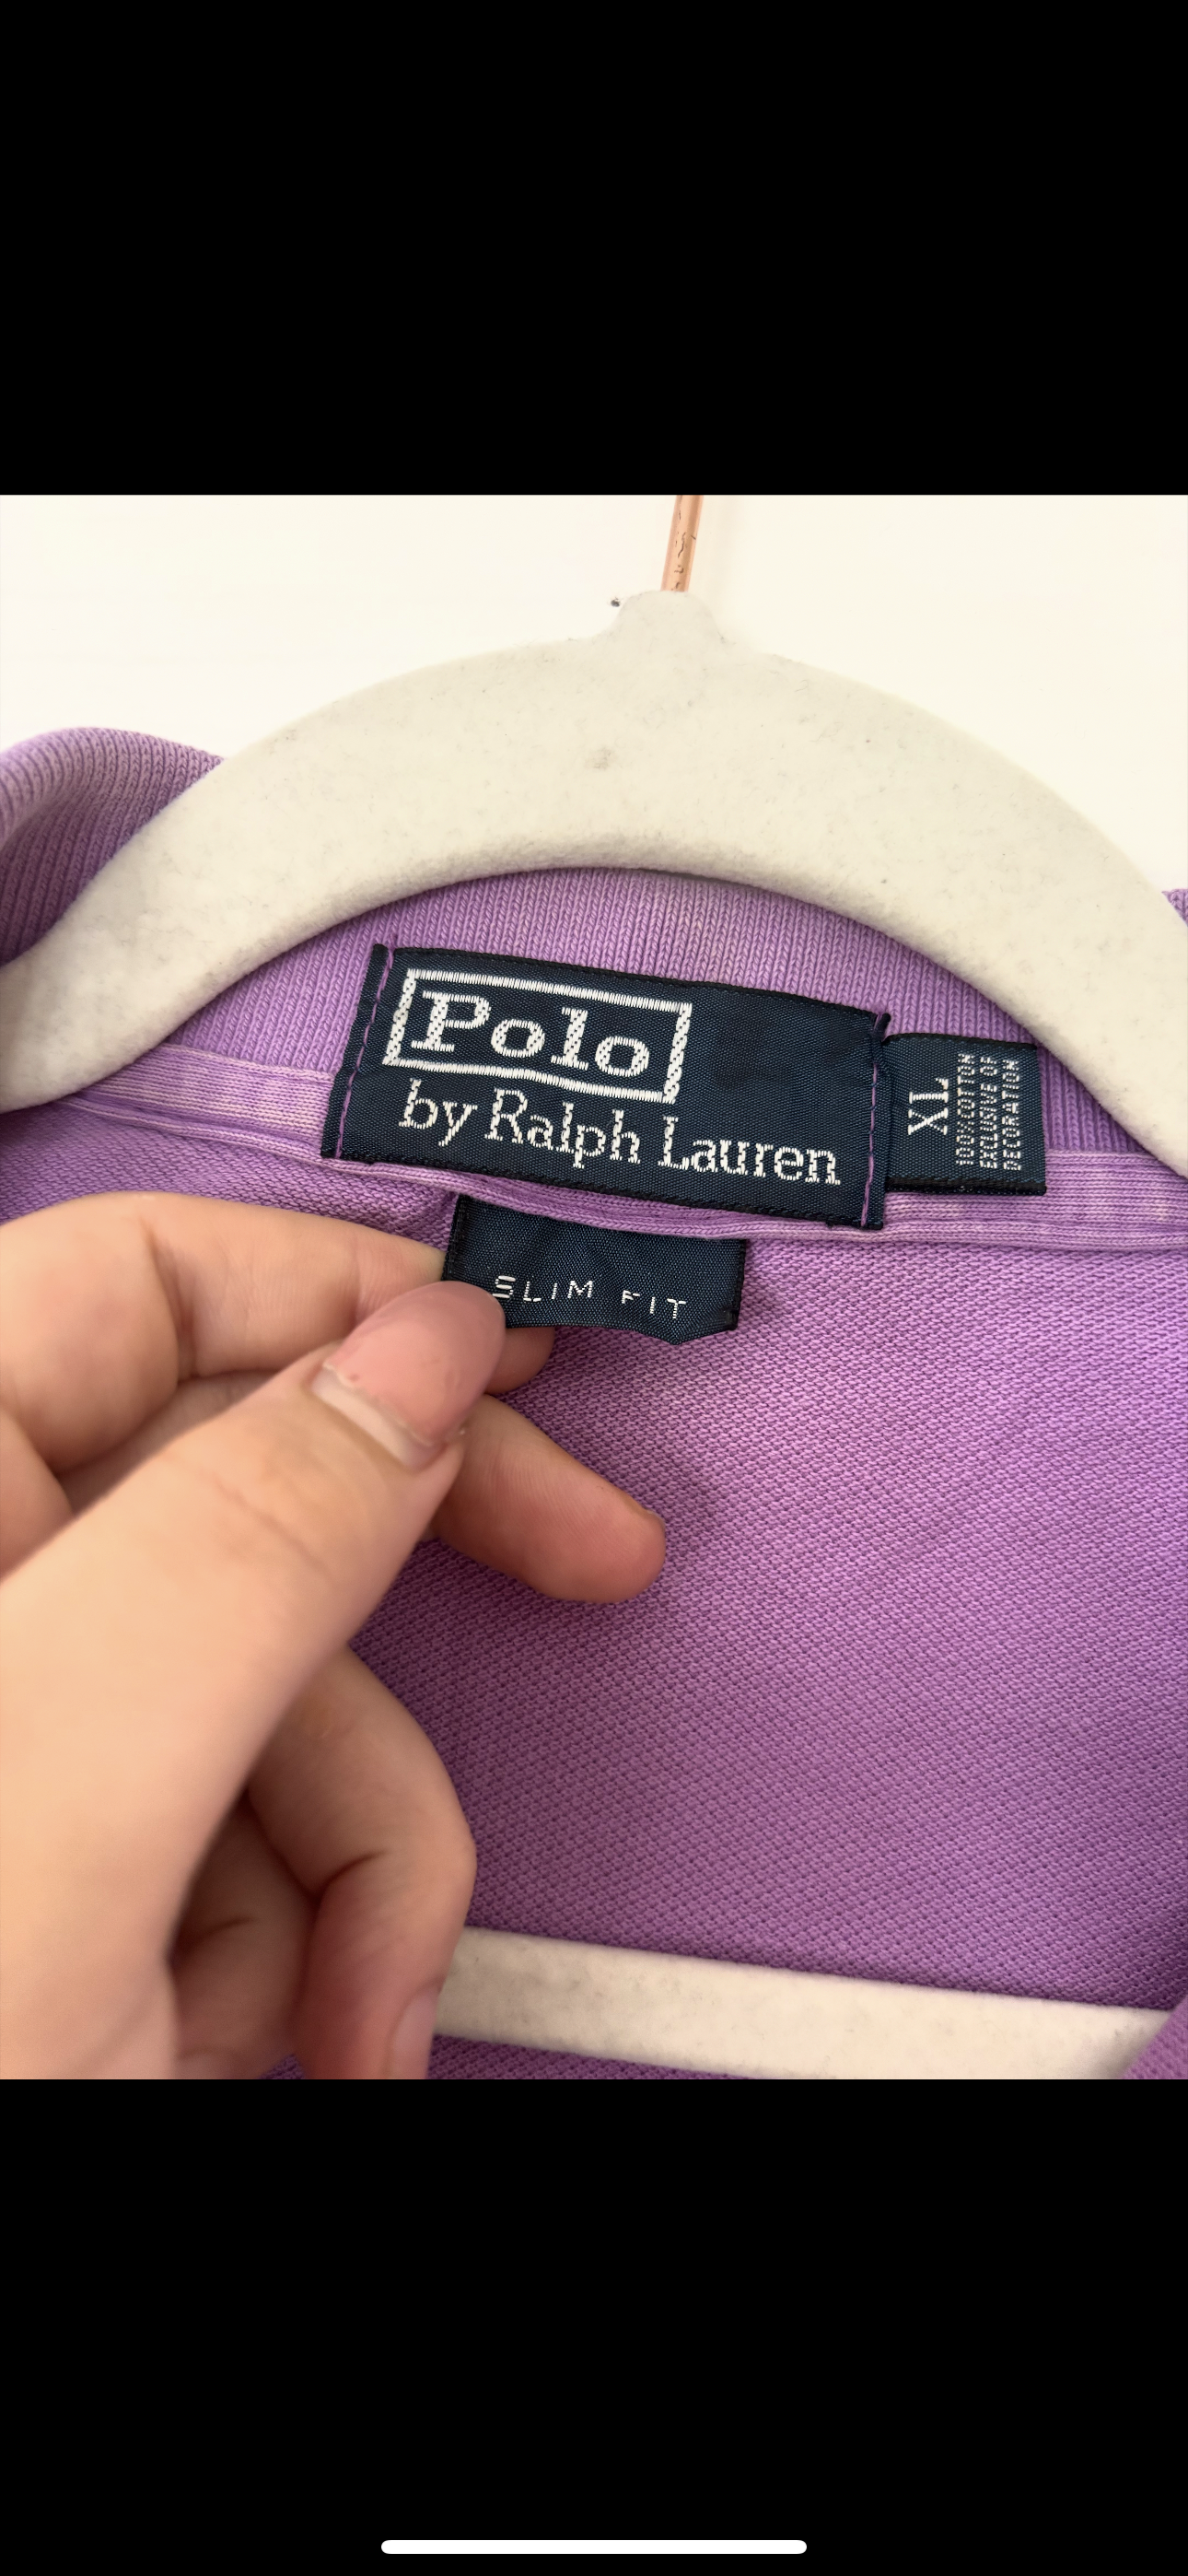 Polo
by Ralph Lauren
XL
100% COTTON
EXCLUSIVE OF
DECORATION
SLIM FIT